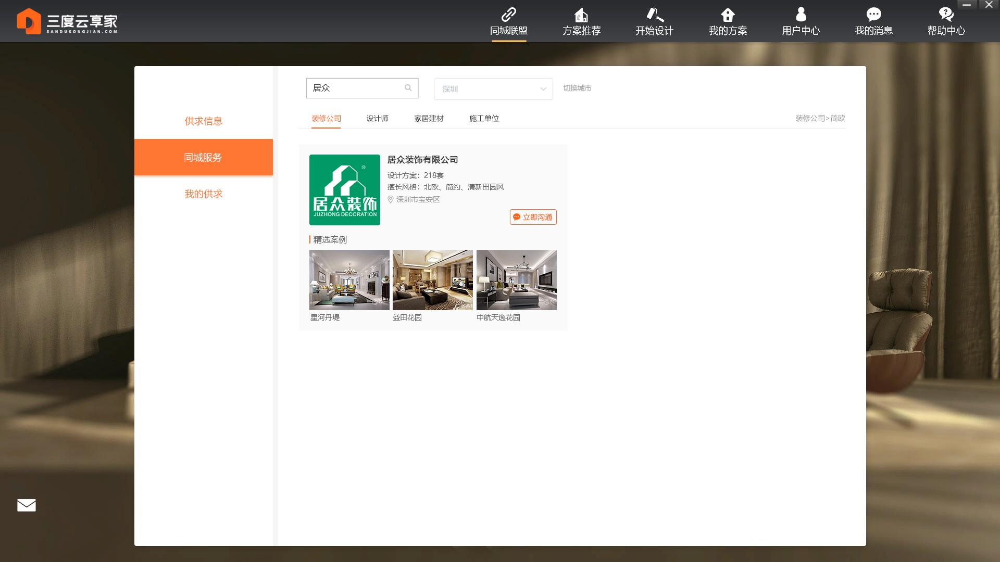 三度云享家
SANDUKONGJIAN.COM
同城联盟
方案推荐
开始设计
我的方案
用户中心
我的消息
帮助中心
供求信息
同城服务
我的供求
居众
深圳
切换城市
装修公司
设计师
家居建材
施工单位
装修公司>简欧
居众装饰
JUZHONG DECORATION
居众装饰有限公司
设计方案：218套
擅长风格：北欧、简约、清新田园风
深圳市宝安区
立即沟通
精选案例
星河丹堤
益田花园
中航天逸花园